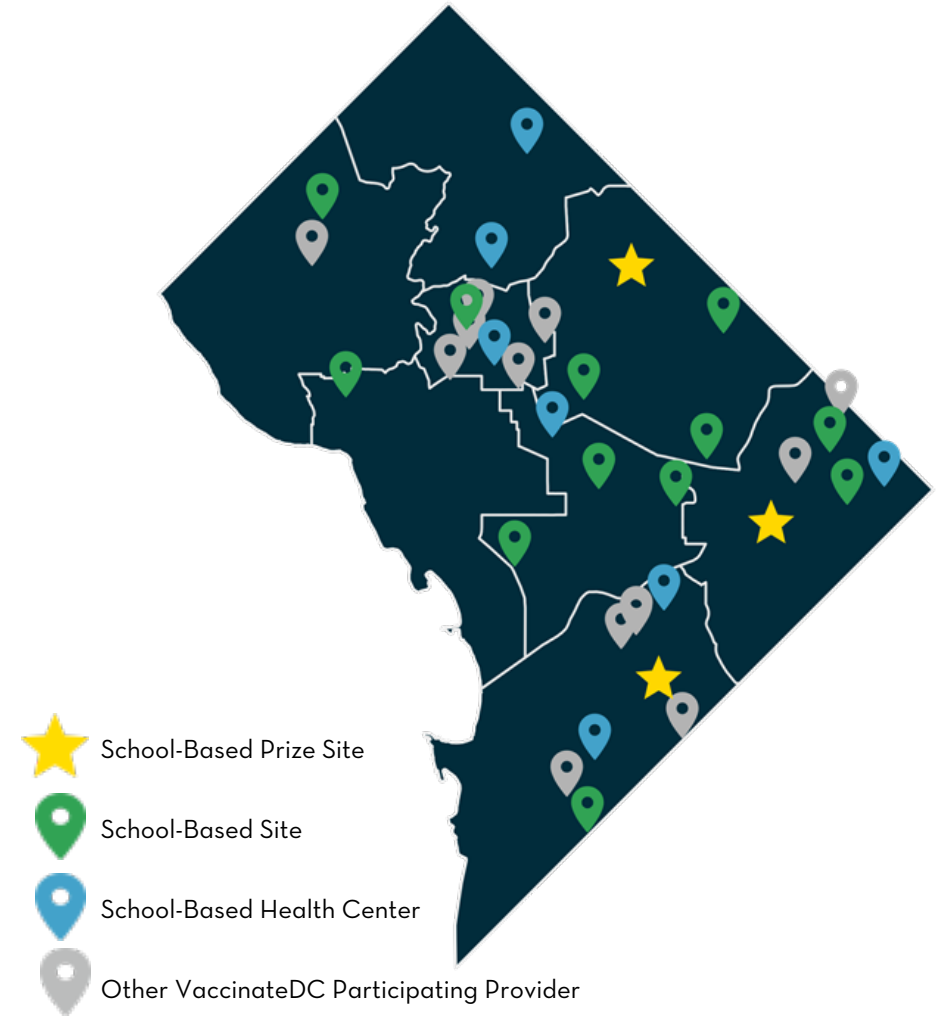 School-Based Prize Site
School-Based Site
School-Based Health Center
Other VaccinateDC Participating Provider